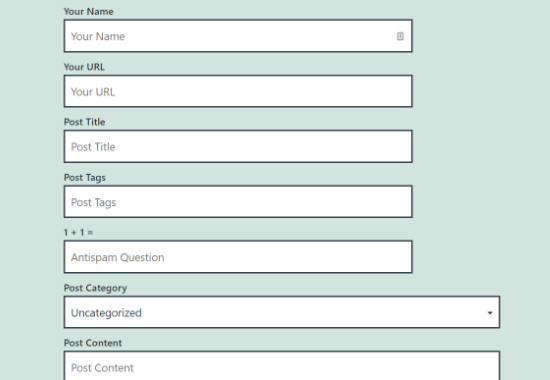 Your Name
Your Name
Your URL
Your URL
Post Title
Post Title
Post Tags
Post Tags
1 + 1 =
Antispam Question
Post Category
Uncategorized
Post Content
Post Content